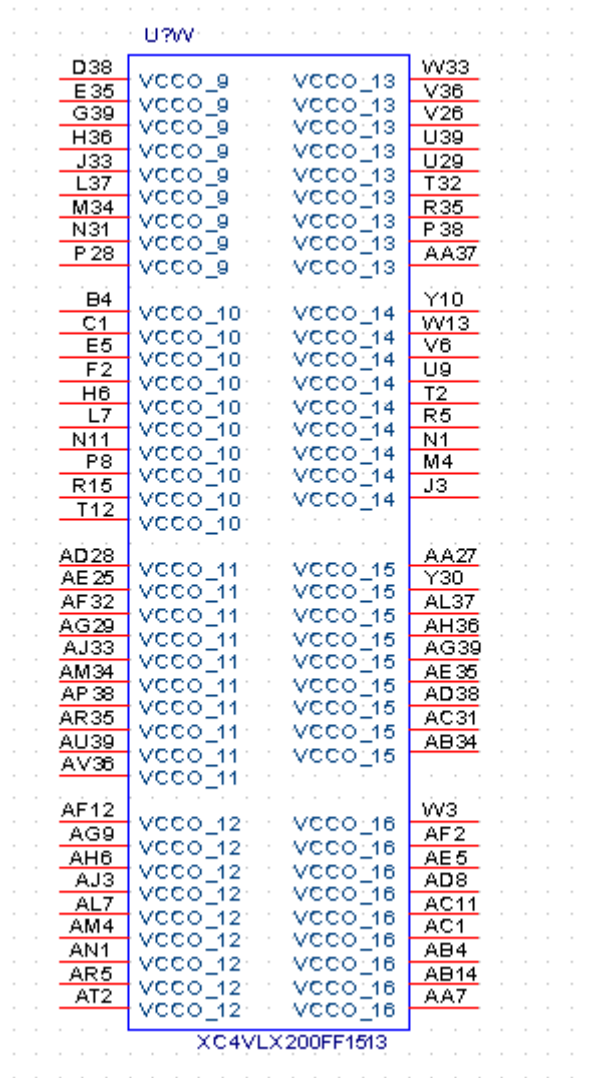 U?W
D38 VCCO_9 VCCO_13 W33
E35 VCCO_9 VCCO_13 V36
G39 VCCO_9 VCCO_13 V26
H36 VCCO_9 VCCO_13 U39
J33 VCCO_9 VCCO_13 U29
L37 VCCO_9 VCCO_13 T32
M34 VCCO_9 VCCO_13 R35
N31 VCCO_9 VCCO_13 P38
P28 VCCO_9 VCCO_13 AA37
B4 VCCO_10 VCCO_14 Y10
C1 VCCO_10 VCCO_14 W13
E5 VCCO_10 VCCO_14 V6
F2 VCCO_10 VCCO_14 U9
H6 VCCO_10 VCCO_14 T2
L7 VCCO_10 VCCO_14 R5
N11 VCCO_10 VCCO_14 N1
P8 VCCO_10 VCCO_14 M4
R15 VCCO_10 VCCO_14 J3
T12 VCCO_10
AD28 VCCO_11 VCCO_15 AA27
AE25 VCCO_11 VCCO_15 Y30
AF32 VCCO_11 VCCO_15 AL37
AG29 VCCO_11 VCCO_15 AH36
AJ33 VCCO_11 VCCO_15 AG39
AM34 VCCO_11 VCCO_15 AE35
AP38 VCCO_11 VCCO_15 AD38
AR35 VCCO_11 VCCO_15 AC31
AU39 VCCO_11 VCCO_15 AB34
AV36 VCCO_11
AF12 VCCO_12 VCCO_16 W3
AG9 VCCO_12 VCCO_16 AF2
AH6 VCCO_12 VCCO_16 AE5
AJ3 VCCO_12 VCCO_16 AD8
AL7 VCCO_12 VCCO_16 AC11
AM4 VCCO_12 VCCO_16 AC1
AN1 VCCO_12 VCCO_16 AB4
AR5 VCCO_12 VCCO_16 AB14
AT2 VCCO_12 VCCO_16 AA7
XC4VLX200FF1513